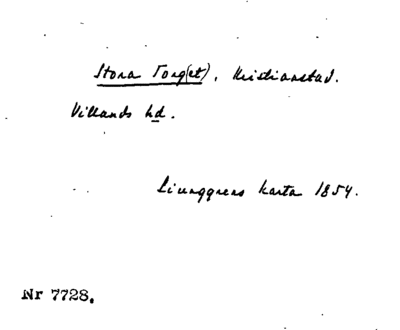 Stora Torg(et), Kristianstad.
Villands hd.
Ljunggrens karta 1854.
Nr 7728.